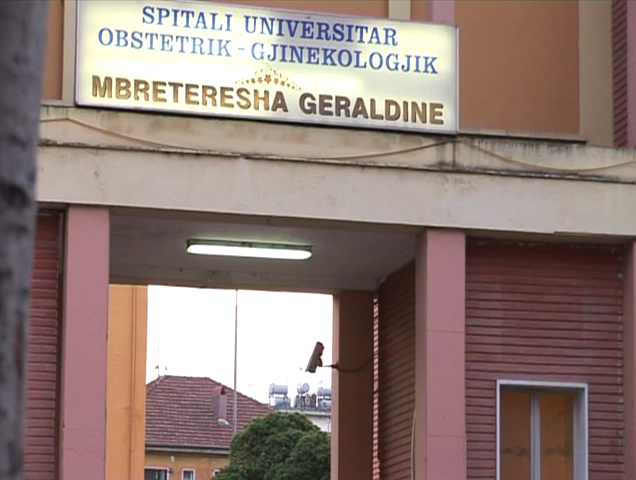 SPITALI UNIVERSITAR
OBSTETRIK-GJINEKOLOGJIK
MBRETERESHA GERALDINE